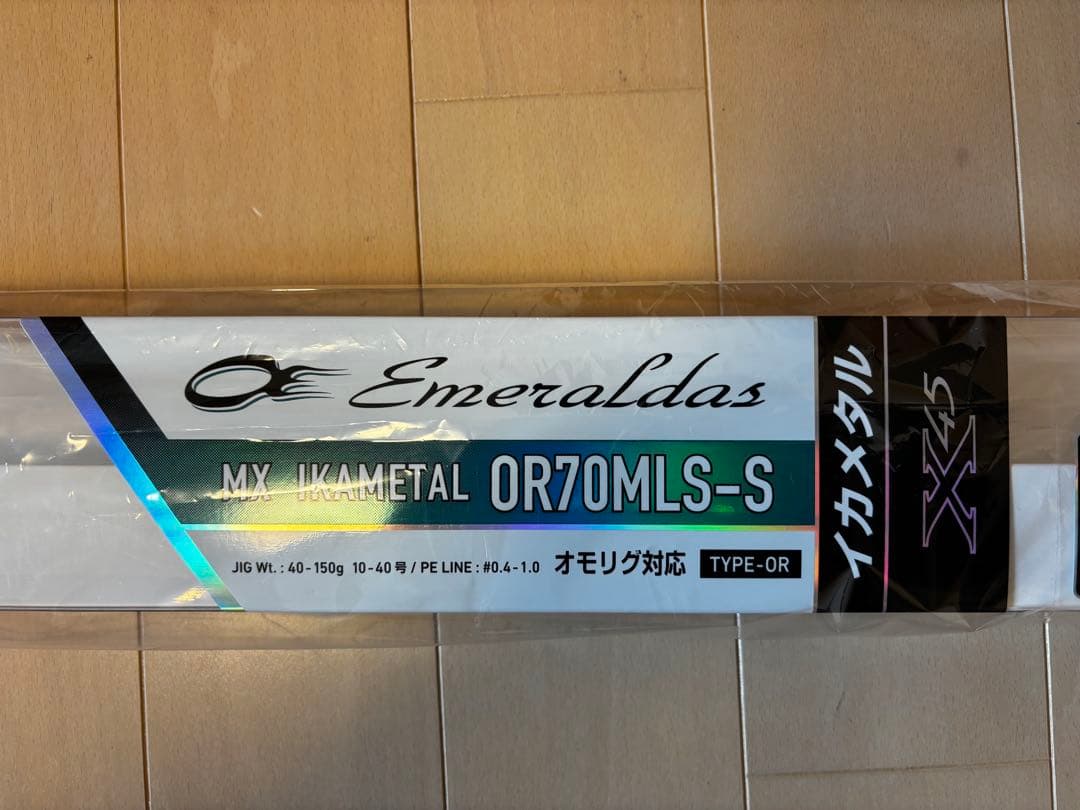 Emeraldas
MX IKAMETAL OR70MLS-S
JIG Wt. : 40-150g 10-40号 / PE LINE : #0.4-1.0 オモリグ対応 TYPE-OR
イカメタル
X45